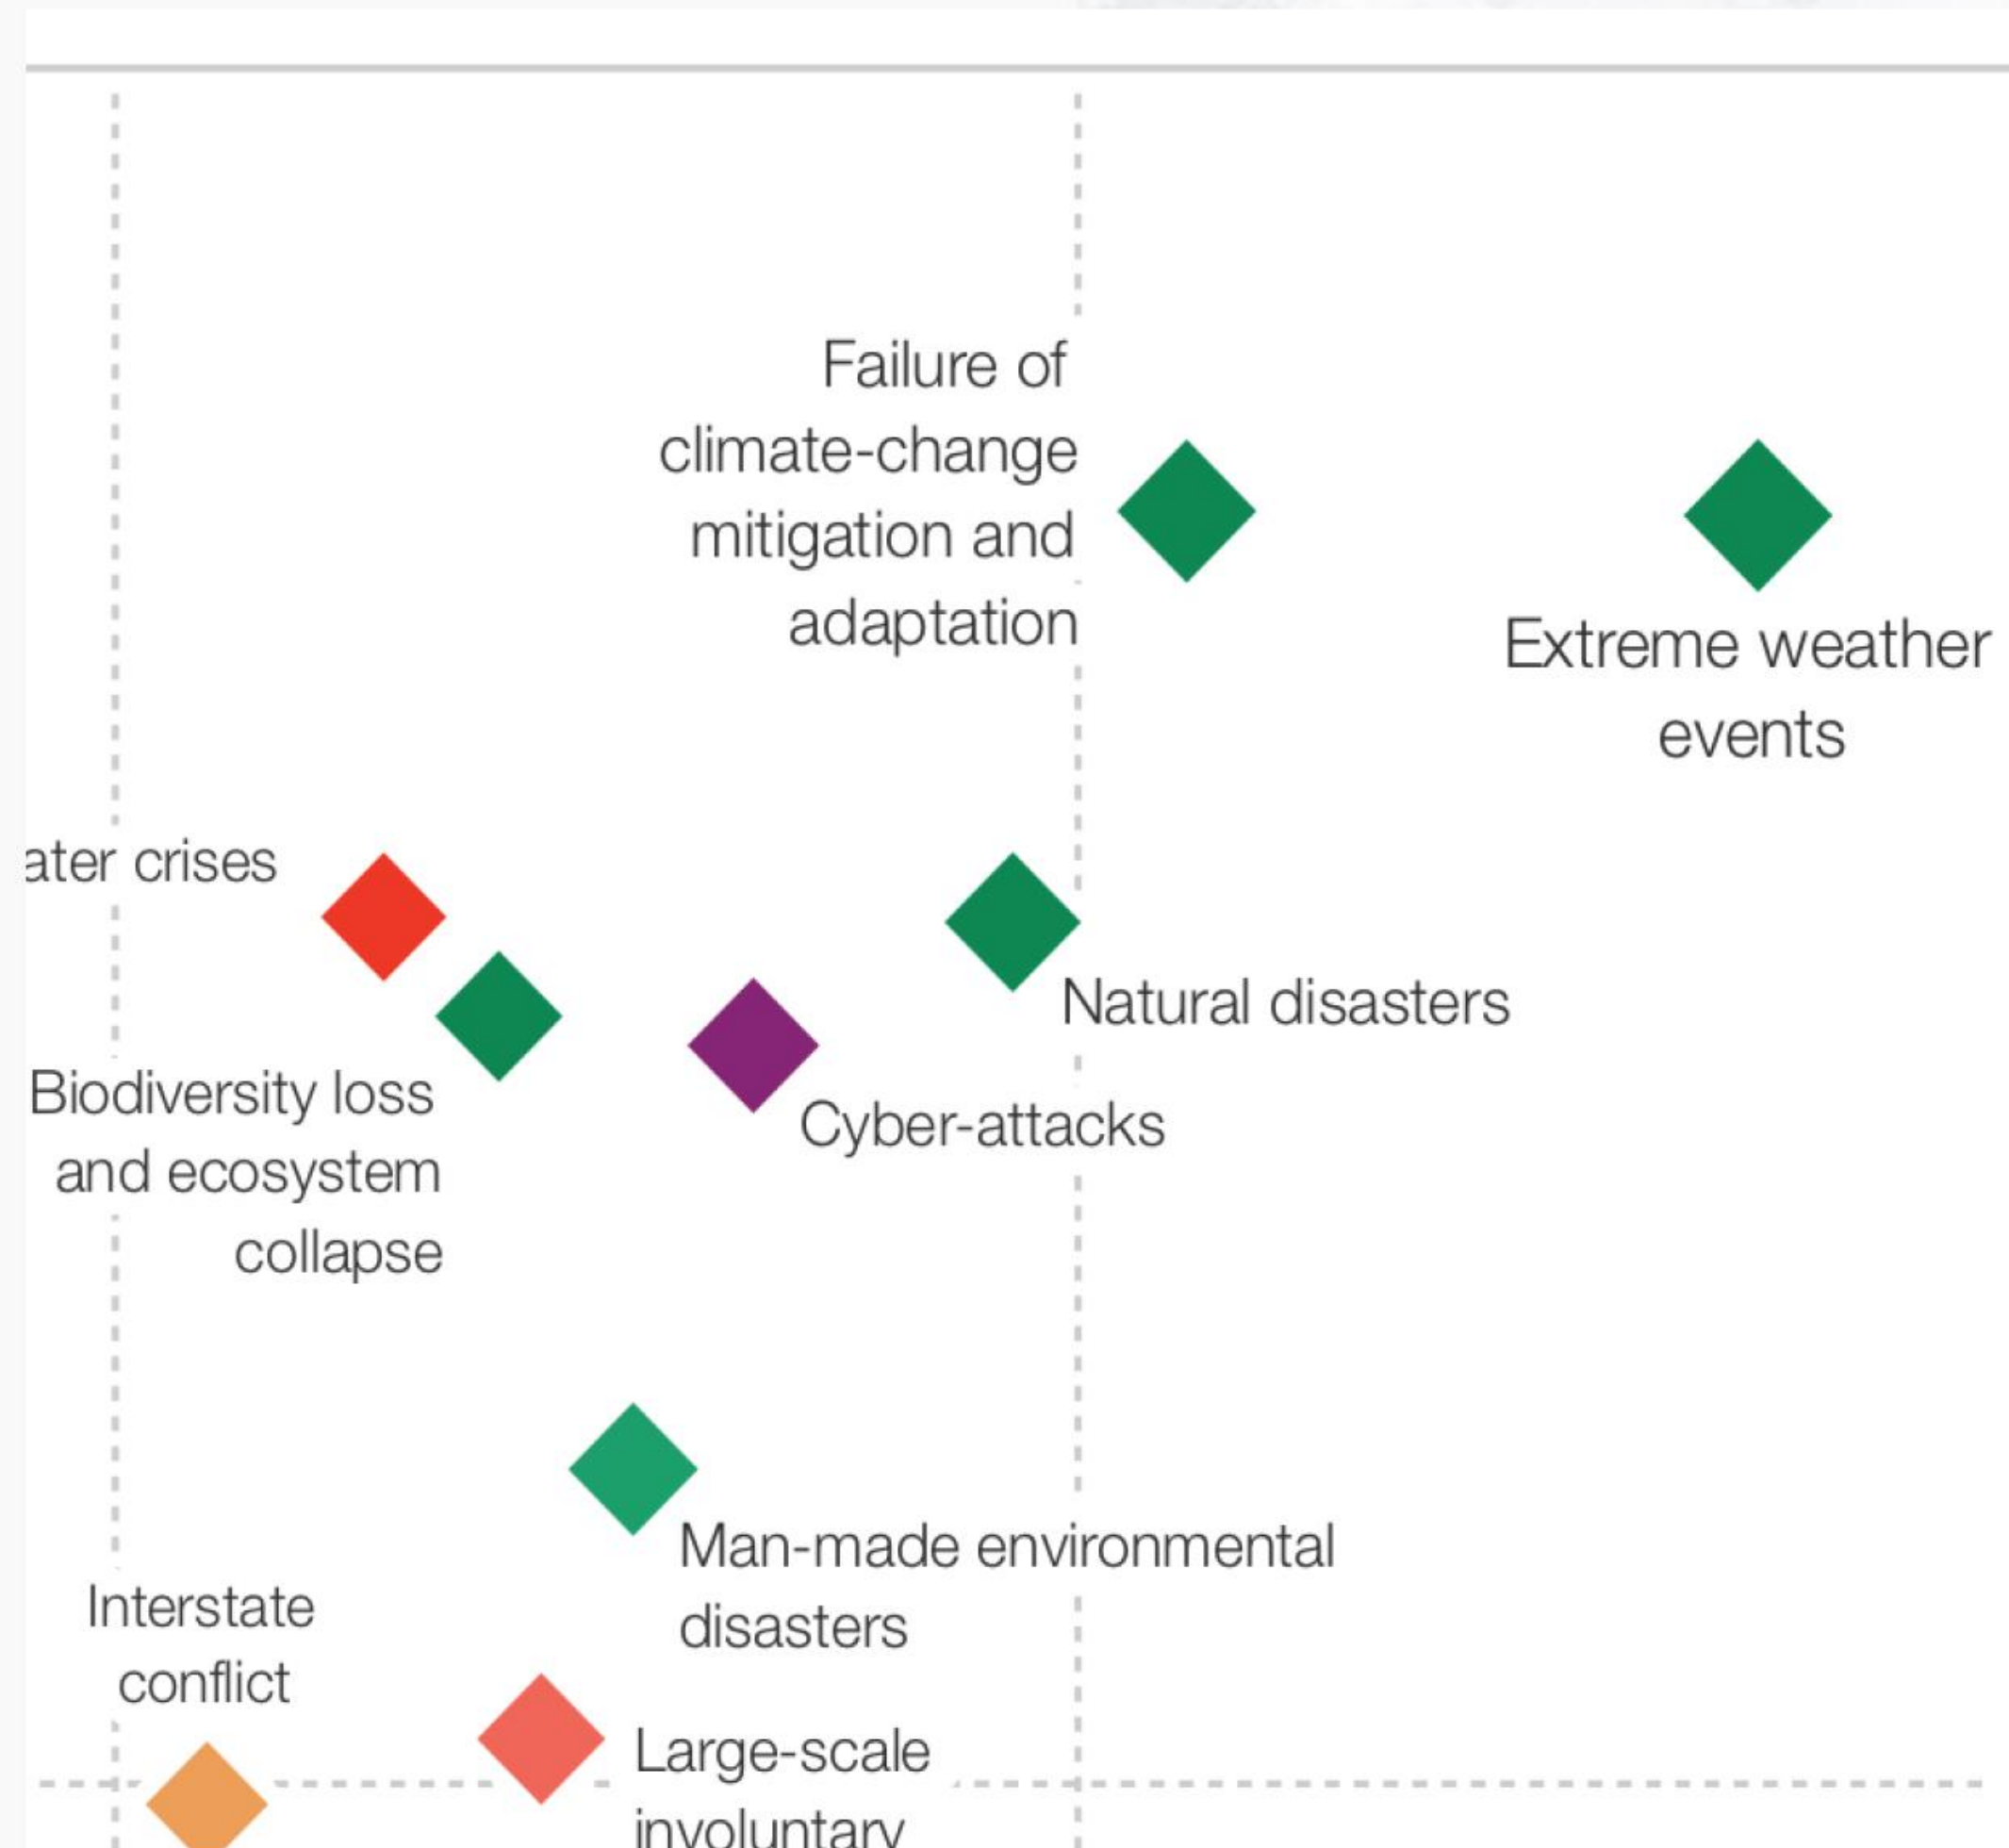 Failure of
climate-change
mitigation and
adaptation
Extreme weather
events
ater crises
Natural disasters
Biodiversity loss
and ecosystem
collapse
Cyber-attacks
Man-made environmental
disasters
Interstate
conflict
Large-scale
involuntary